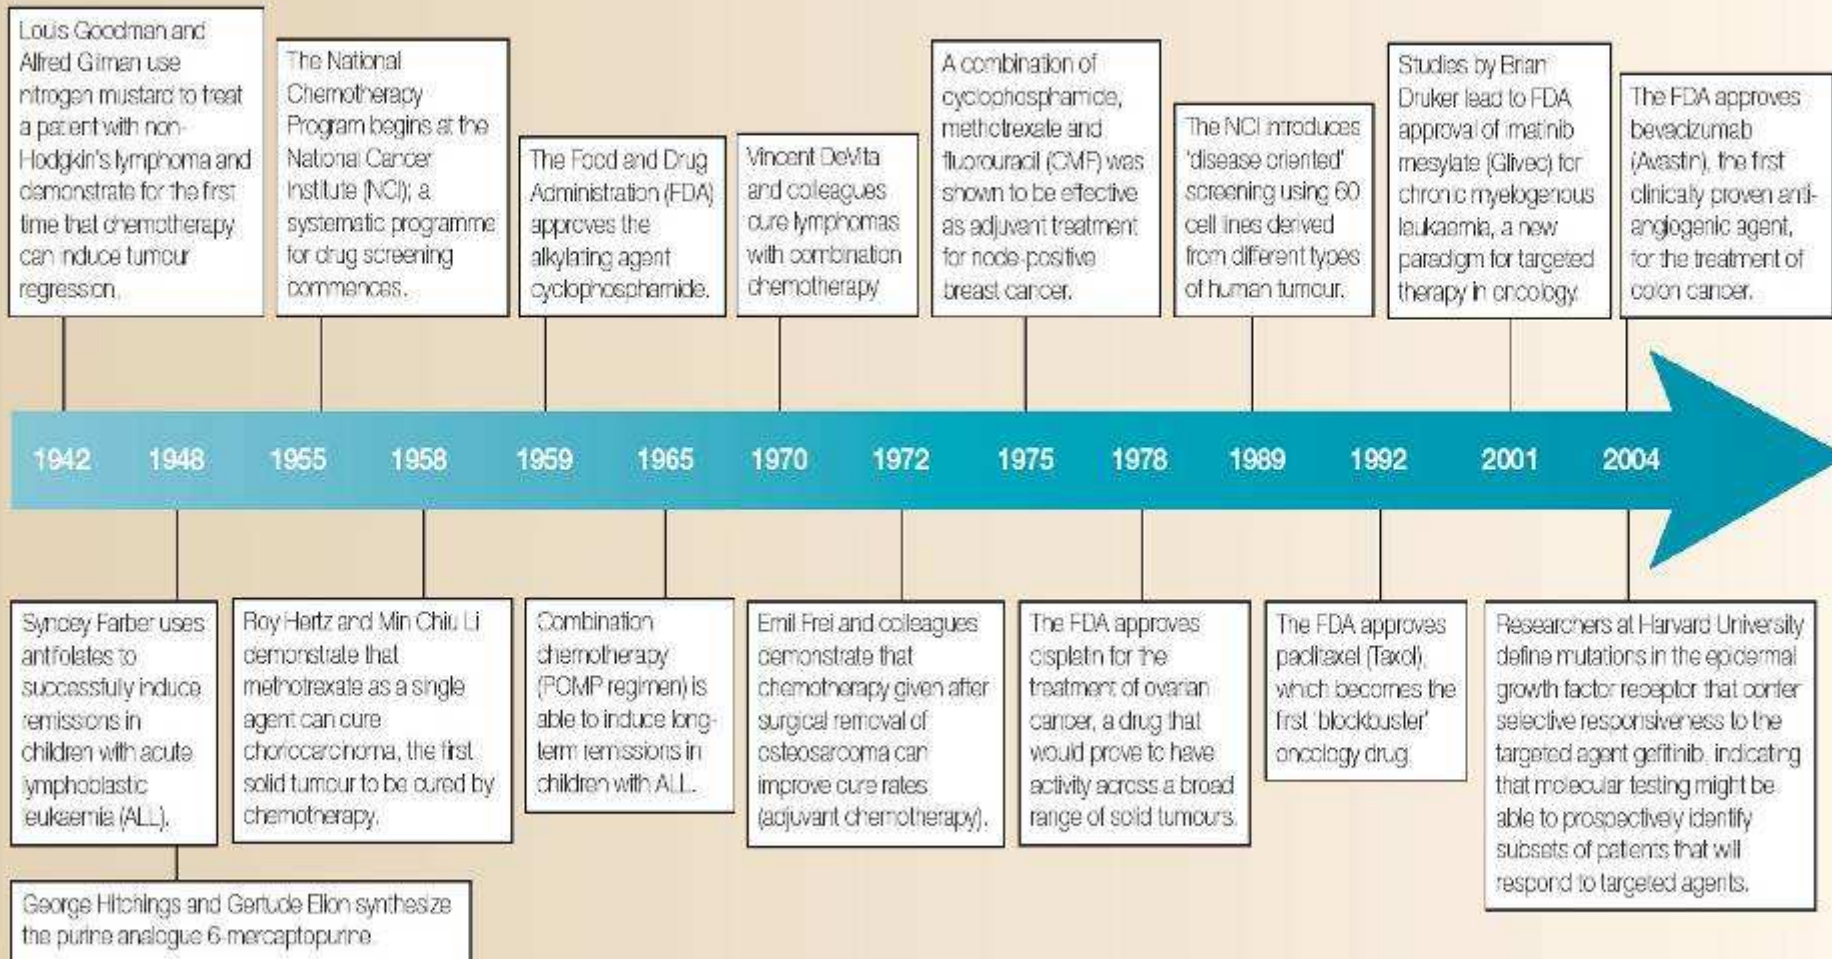 Louis Goodman and
Alfred Gilman use
nitrogen mustard to treat
a patient with non-
Hodgkin's lymphoma and
demonstrate for the first
time that chemotherapy
can induce tumour
regression.
The National
Chemotherapy
Program begins at the
National Cancer
Institute (NCI); a
systematic programme
for drug screening
commences.
The Food and Drug
Administration (FDA)
approves the
alkylating agent
cyclophosphamide.
Vincent DeVita
and colleagues
cure lymphomas
with combination
chemotherapy
A combination of
cyclophosphamide,
methotrexate and
fluorouracil (CMF) was
shown to be effective
as adjuvant treatment
for node-positive
breast cancer.
The NCI introduces
'disease oriented'
screening using 60
cell lines derived
from different types
of human tumour.
Studies by Brian
Druker lead to FDA
approval of imatinib
mesylate (Glivec) for
chronic myelogenous
leukaemia, a new
paradigm for targeted
therapy in oncology.
The FDA approves
bevacizumab
(Avastin), the first
clinically proven anti-
angiogenic agent,
for the treatment of
colon cancer.
1942 1948 1955 1958 1959 1965 1970 1972 1975 1978 1989 1992 2001 2004
Syndey Farber uses
antifolates to
successfully induce
remissions in
children with acute
lymphoblastic
leukaemia (ALL).
Roy Hertz and Min Chiu Li
demonstrate that
methotrexate as a single
agent can cure
choriocarcinoma, the first
solid tumour to be cured by
chemotherapy.
Combination
chemotherapy
(POMP regimen) is
able to induce long-
term remissions in
children with ALL.
Emil Frei and colleagues
demonstrate that
chemotherapy given after
surgical removal of
osteosarcoma can
improve cure rates
(adjuvant chemotherapy).
The FDA approves
cisplatin for the
treatment of ovarian
cancer, a drug that
would prove to have
activity across a broad
range of solid tumours.
The FDA approves
paclitaxel (Taxol),
which becomes the
first 'blockbuster'
oncology drug.
Researchers at Harvard University
define mutations in the epidermal
growth factor receptor that confer
selective responsiveness to the
targeted agent gefitinib, indicating
that molecular testing might be
able to prospectively identify
subsets of patients that will
respond to targeted agents.
George Hitchings and Gertude Elion synthesize
the purine analogue 6-mercaptopurine.